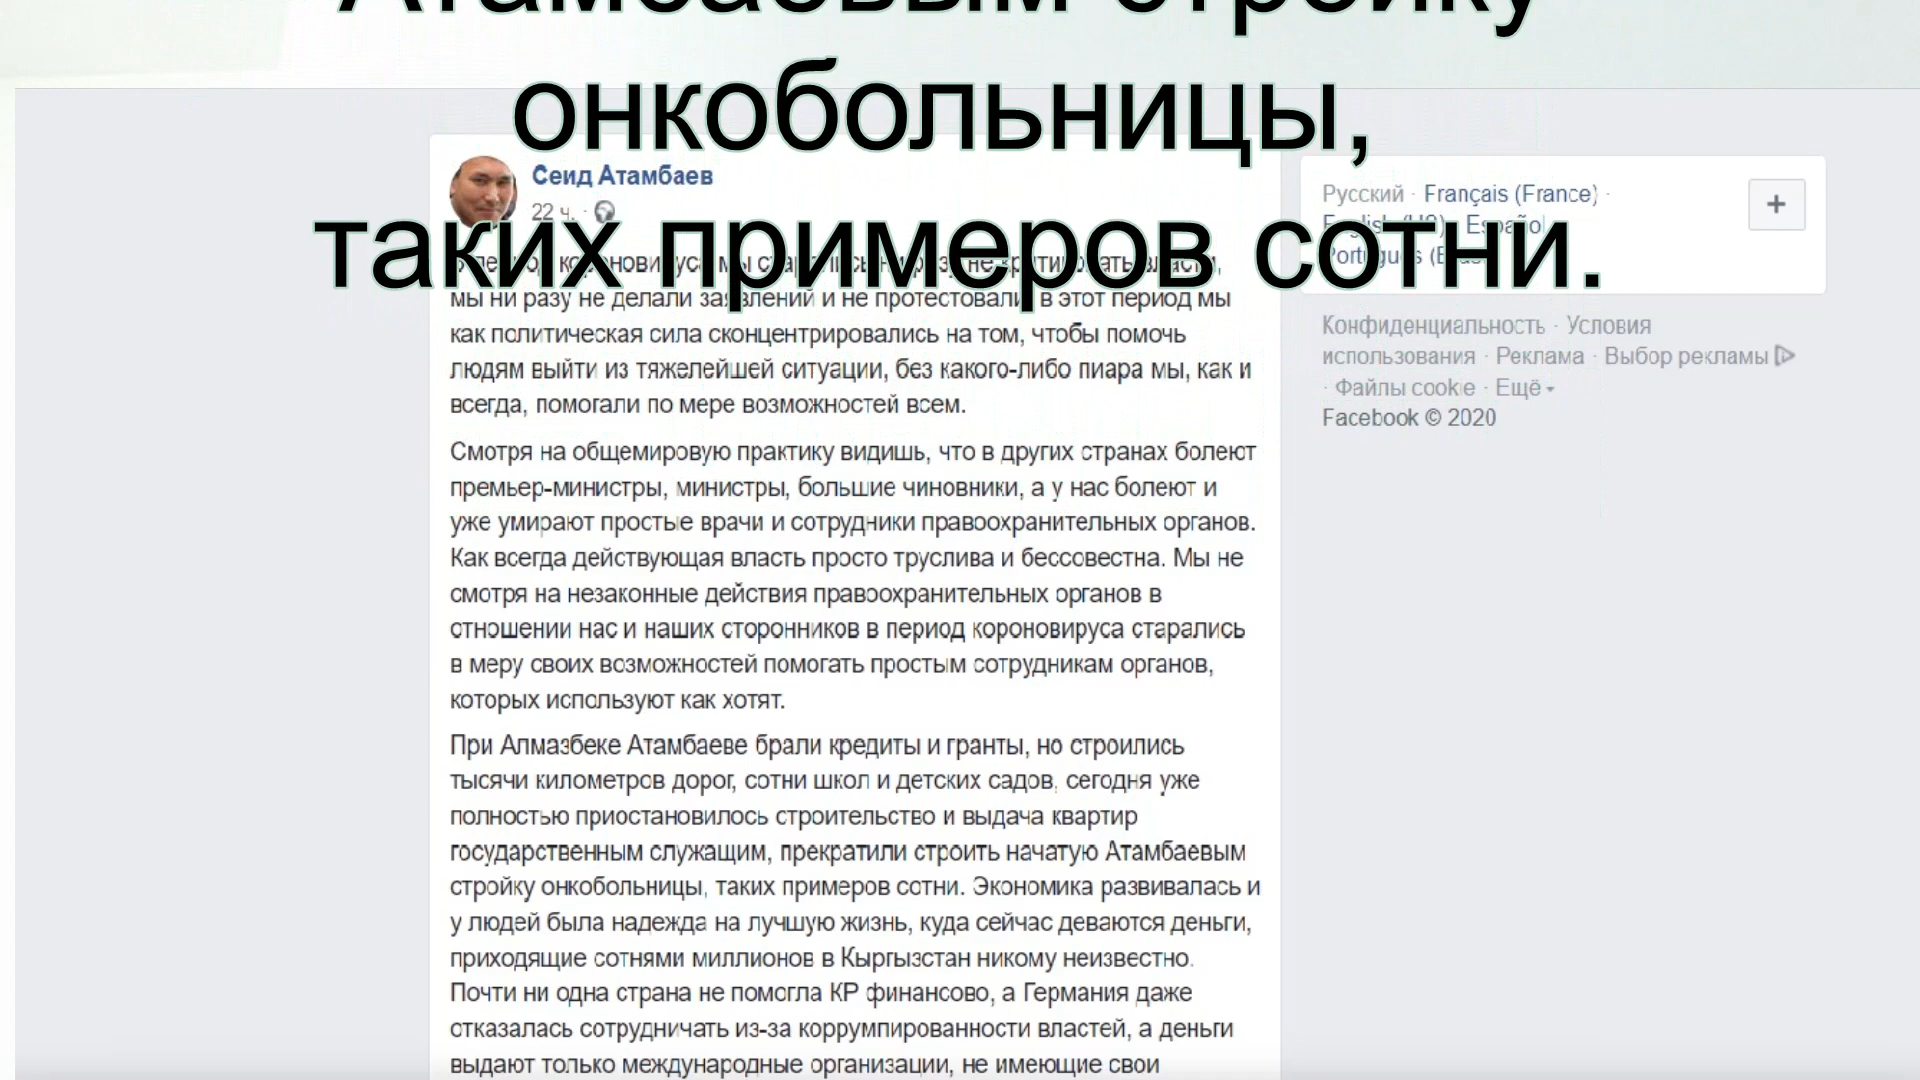 Атамбаевым стройку
онкобольницы,
таких примеров сотни.
Сеид Атамбаев
22 ч. ·
мы ни разу не делали заявлений и не протестовали, в этот период мы
как политическая сила сконцентрировались на том, чтобы помочь
людям выйти из тяжелейшей ситуации, без какого-либо пиара мы, как и
всегда, помогали по мере возможностей всем.
Смотря на общемировую практику видишь, что в других странах болеют
премьер-министры, министры, большие чиновники, а у нас болеют и
уже умирают простые врачи и сотрудники правоохранительных органов.
Как всегда действующая власть просто труслива и бессовестна. Мы не
смотря на незаконные действия правоохранительных органов в
отношении нас и наших сторонников в период короновируса старались
в меру своих возможностей помогать простым сотрудникам органов,
которых используют как хотят.
При Алмазбеке Атамбаеве брали кредиты и гранты, но строились
тысячи километров дорог, сотни школ и детских садов, сегодня уже
полностью приостановилось строительство и выдача квартир
государственным служащим, прекратили строить начатую Атамбаевым
стройку онкобольницы, таких примеров сотни. Экономика развивалась и
у людей была надежда на лучшую жизнь, куда сейчас деваются деньги,
приходящие сотнями миллионов в Кыргызстан никому неизвестно.
Почти ни одна страна не помогла КР финансово, а Германия даже
отказалась сотрудничать из-за коррумпированности властей, а деньги
выдают только международные организации, не имеющие свои
Русский · Français (France) ·
English (US) · Español ·
Português
Конфиденциальность · Условия
использования · Реклама · Выбор рекламы
· Файлы cookie · Ещё
Facebook © 2020